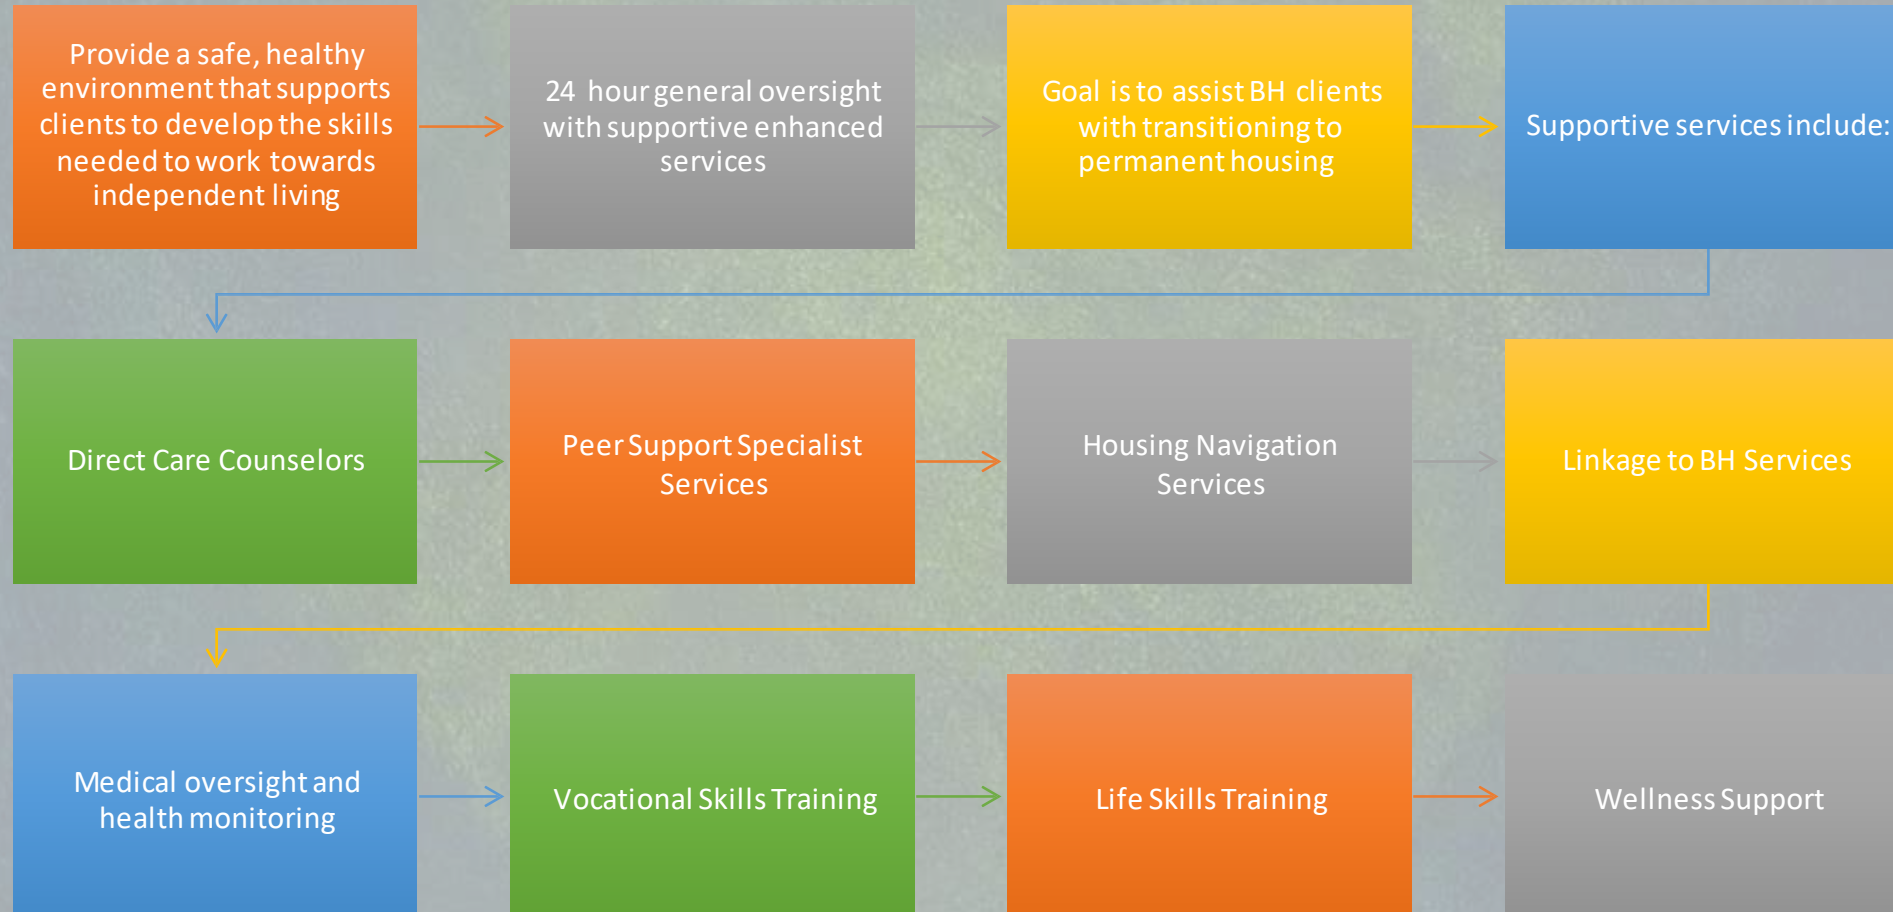 Provide a safe, healthy
environment that supports
clients to develop the skills
needed to work towards
independent living
24 hour general oversight
with supportive enhanced
services
Goal is to assist BH clients
with transitioning to
permanent housing
Supportive services include:
Direct Care Counselors
Peer Support Specialist
Services
Housing Navigation
Services
Linkage to BH Services
Medical oversight and
health monitoring
Vocational Skills Training
Life Skills Training
Wellness Support